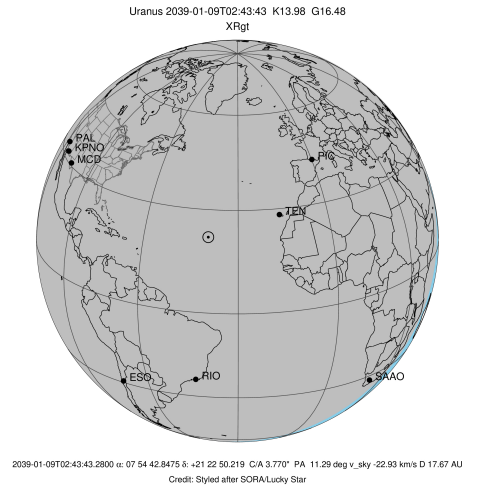 Uranus 2039-01-09T02:43:43 K13.98 G16.48
XRgt
PAL
KPNO
MCD
PIC
TEN
ESO
RIO
SAAO
2039-01-09T02:43:43.2800 α: 07 54 42.8475 δ: +21 22 50.219 C/A 3.770" PA 11.29 deg v_sky -22.93 km/s D 17.67 AU
Credit: Styled after SORA/Lucky Star